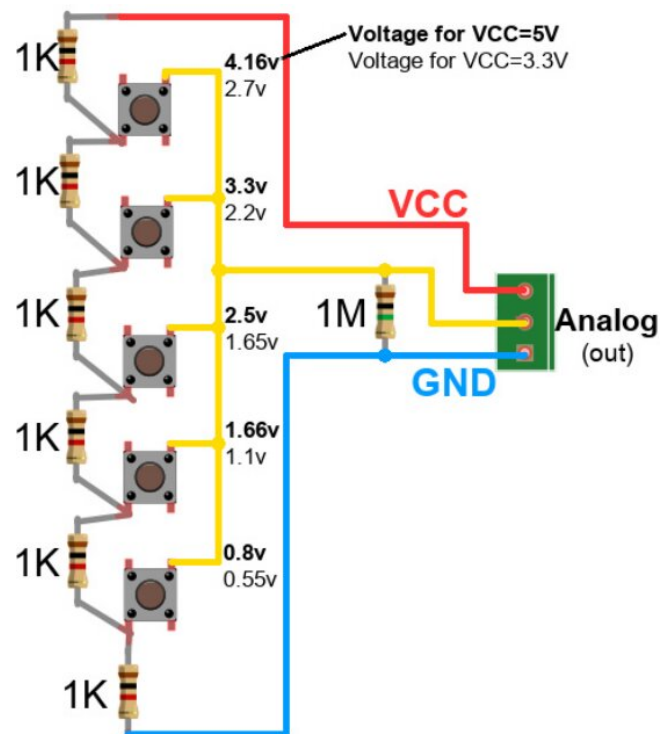 1K
4.16v
2.7v
Voltage for VCC=5V
Voltage for VCC=3.3V
1K
3.3v
2.2v
VCC
1K
2.5v
1.65v
1M
Analog
(out)
GND
1K
1.66v
1.1v
1K
0.8v
0.55v
1K